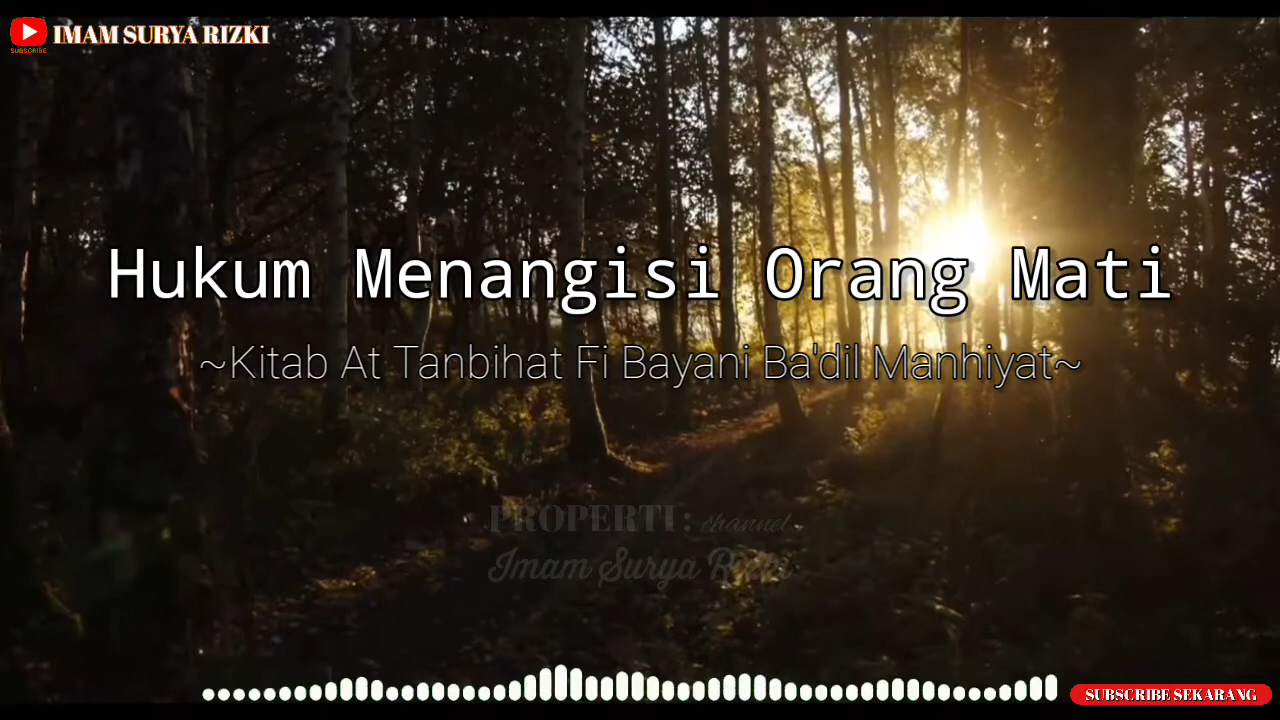 IMAM SURYA RIZKI
SUBSCRIBE
Hukum Menangisi Orang Mati
~Kitab At Tanbihat Fi Bayani Ba'dil Manhiyat~
PROPERTI: channel
Imam Surya Rizki
SUBSCRIBE SEKARANG